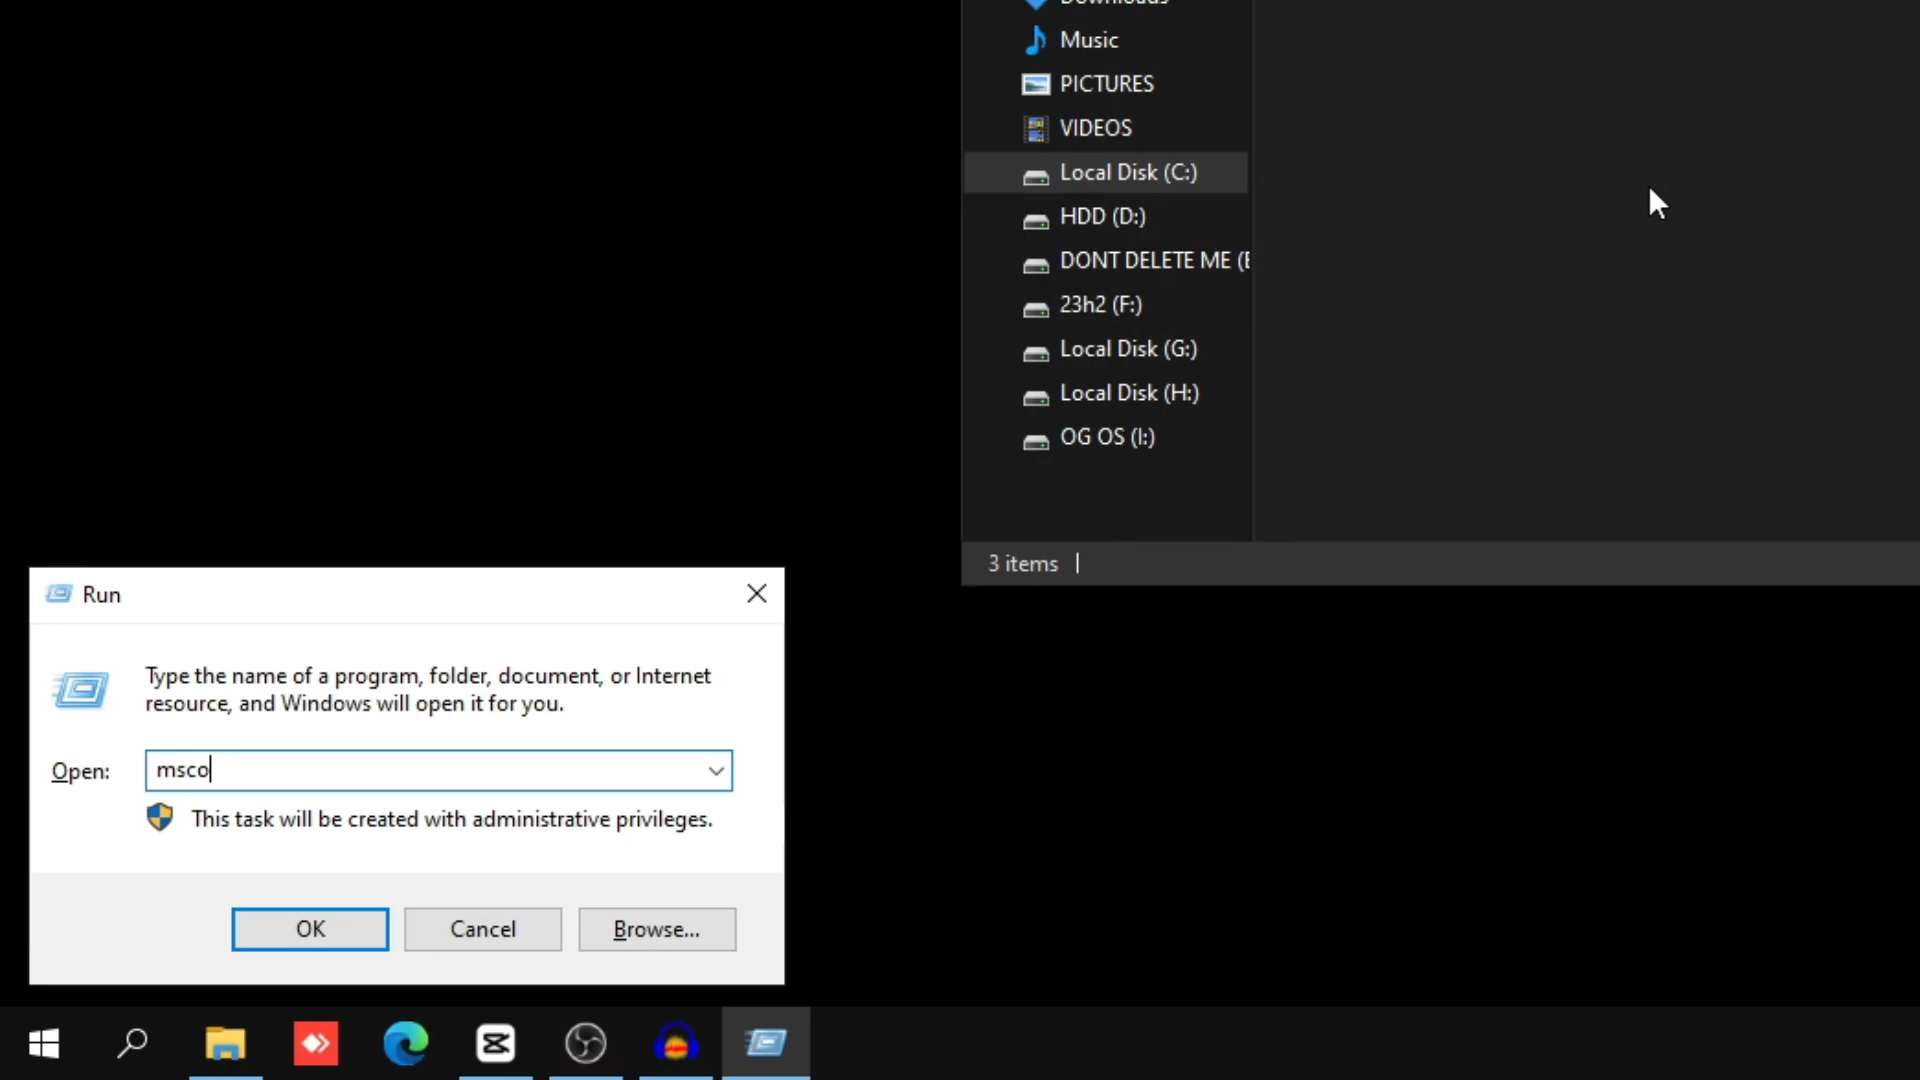 Downloads
Music
PICTURES
VIDEOS
Local Disk (C:)
HDD (D:)
DONT DELETE ME (E
23h2 (F:)
Local Disk (G:)
Local Disk (H:)
OG OS (I:)
3 items
Run
Type the name of a program, folder, document, or Internet
resource, and Windows will open it for you.
Open: msco
This task will be created with administrative privileges.
OK Cancel Browse...